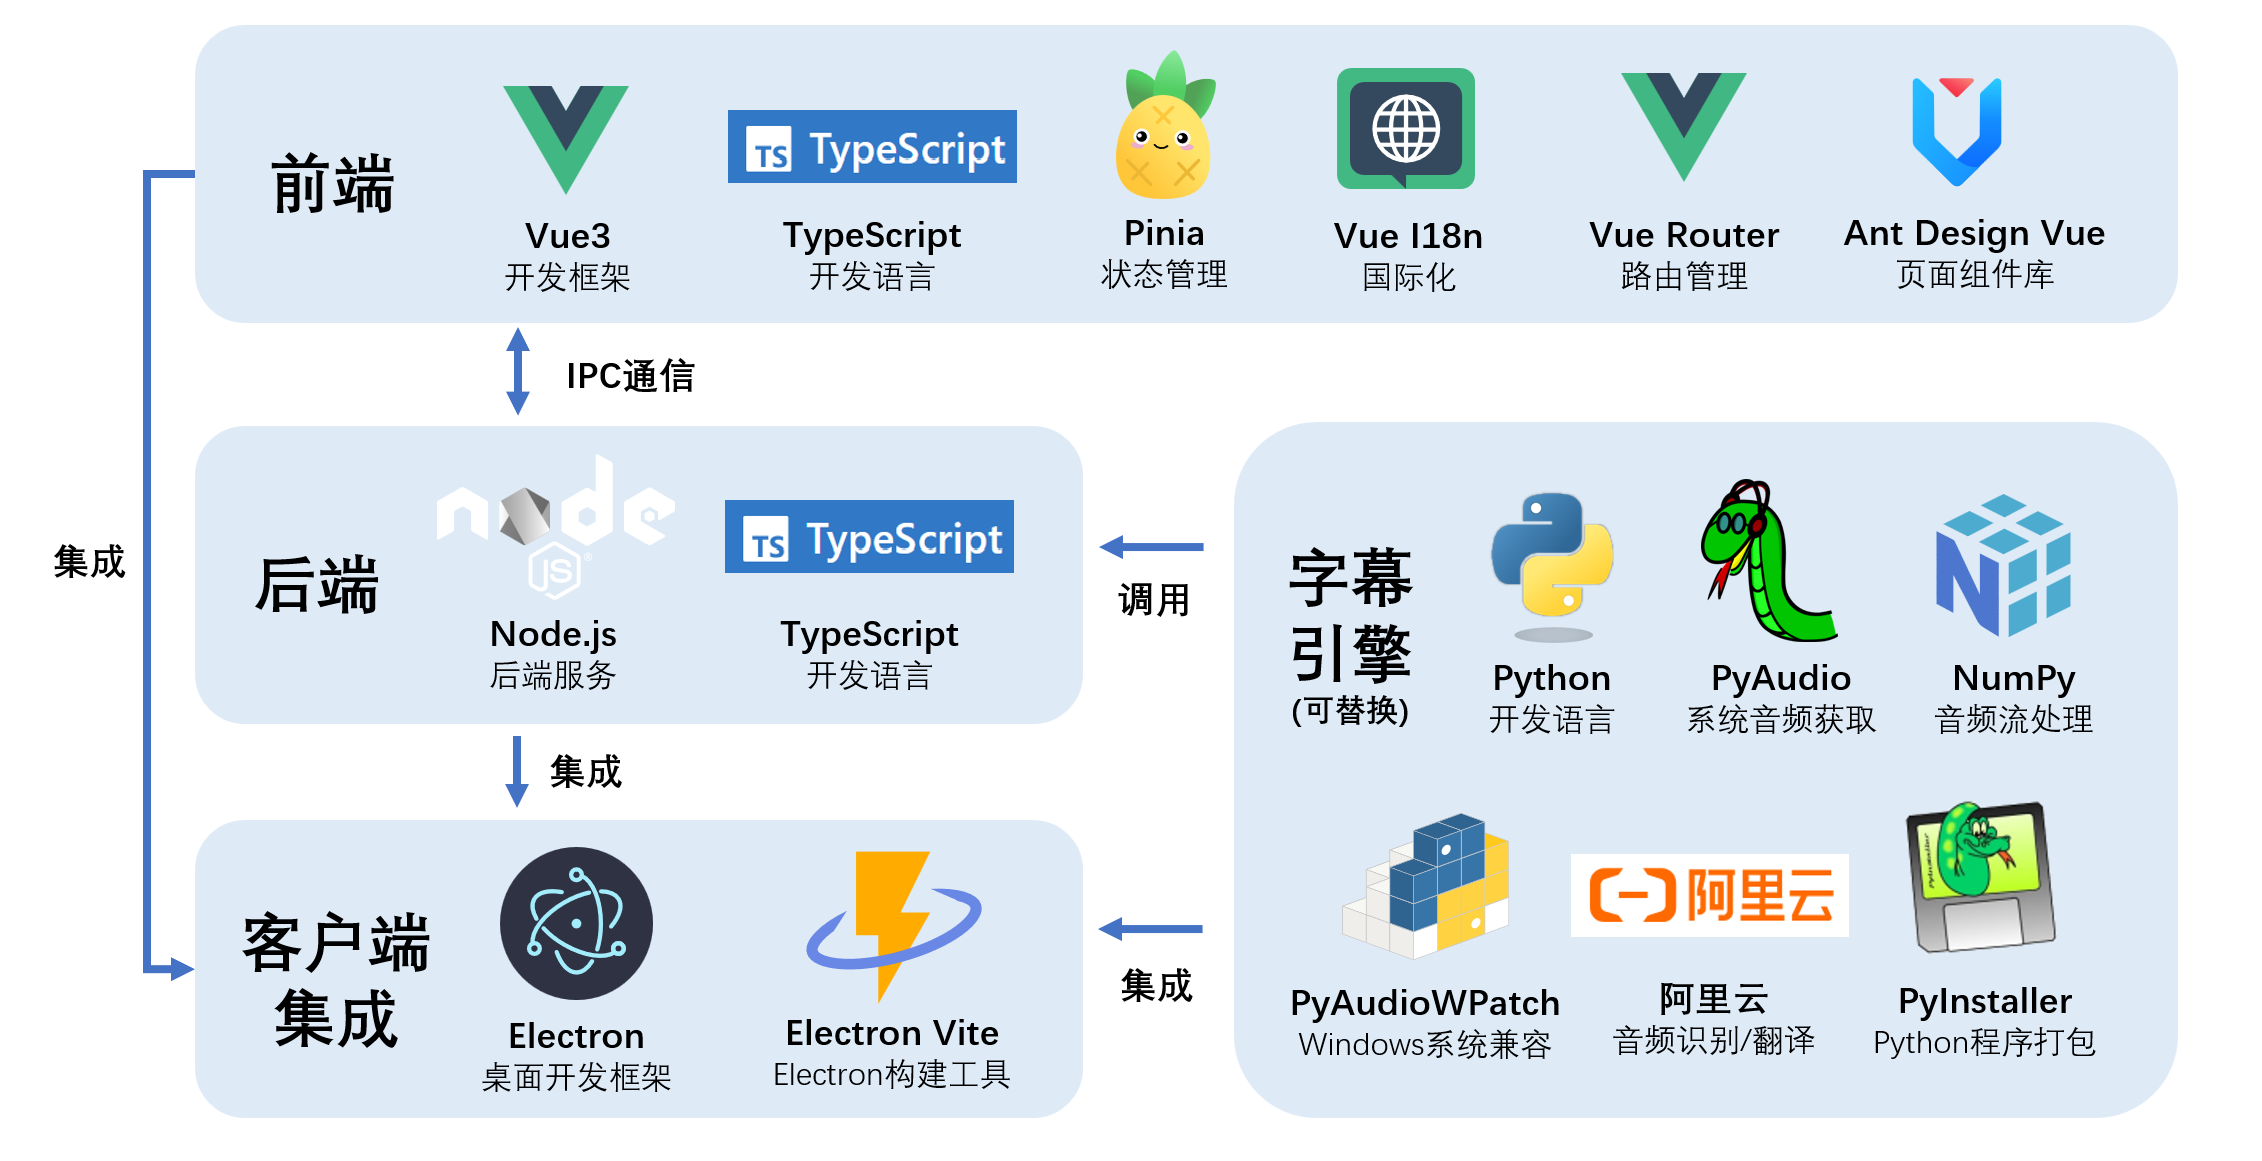 前端
TS TypeScript
Vue3
开发框架
TypeScript
开发语言
Pinia
状态管理
Vue I18n
国际化
Vue Router
路由管理
Ant Design Vue
页面组件库
IPC通信
集成
后端
node
JS
®
TS TypeScript
Node.js
后端服务
TypeScript
开发语言
调用
集成
客户端
集成
Electron
桌面开发框架
Electron Vite
Electron构建工具
集成
字幕
引擎
(可替换)
Python
开发语言
PyAudio
系统音频获取
NumPy
音频流处理
PyAudioWPatch
Windows系统兼容
阿里云
阿里云
音频识别/翻译
PyInstaller
PyInstaller
Python程序打包